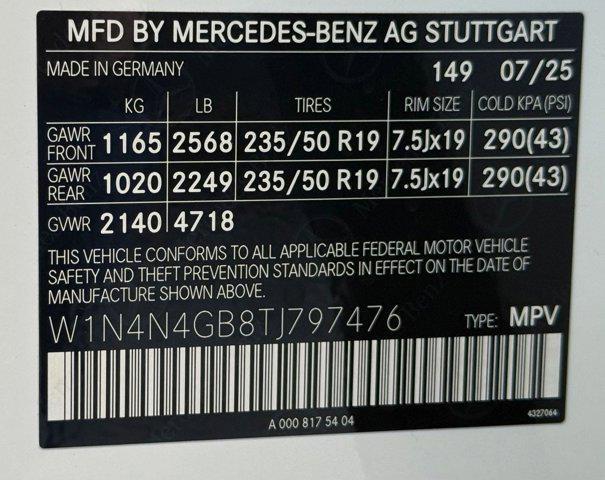 MFD BY MERCEDES-BENZ AG STUTTGART
MADE IN GERMANY 149 07/25
KG LB TIRES RIM SIZE COLD KPA(PSI)
GAWR FRONT 1165 2568 235/50 R19 7.5Jx19 290(43)
GAWR REAR 1020 2249 235/50 R19 7.5Jx19 290(43)
GVWR 2140 4718
THIS VEHICLE CONFORMS TO ALL APPLICABLE FEDERAL MOTOR VEHICLE
SAFETY AND THEFT PREVENTION STANDARDS IN EFFECT ON THE DATE OF
MANUFACTURE SHOWN ABOVE.
W1N4N4GB8TJ797476 TYPE: MPV
A 000 817 54 04 4327064